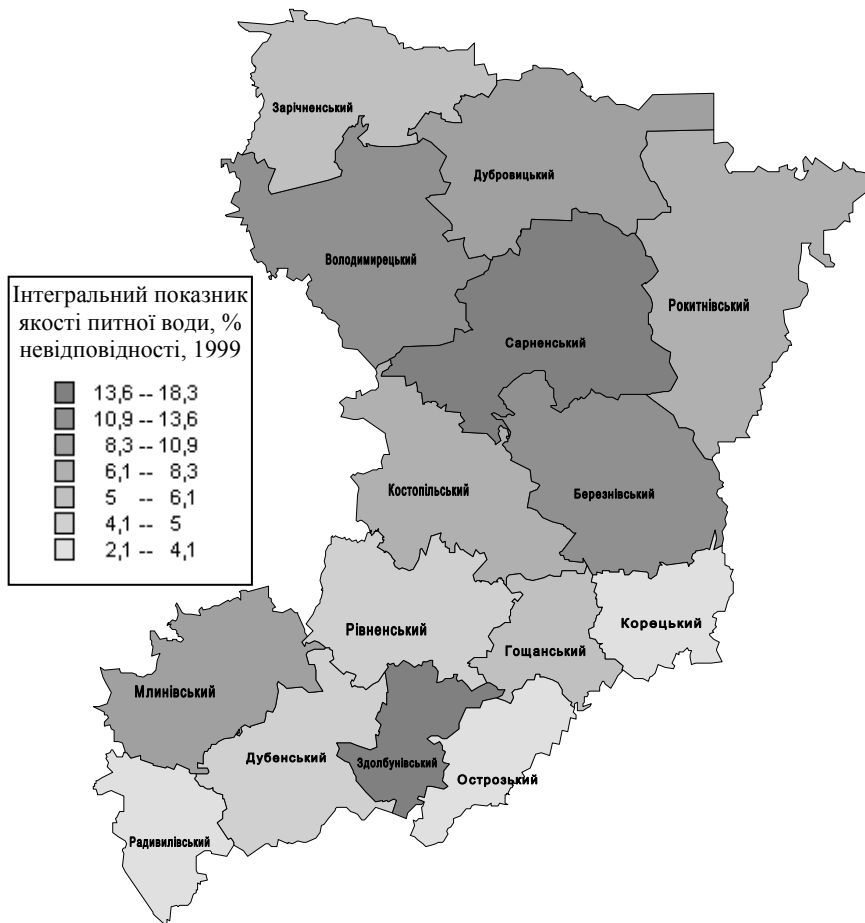 Зарічненський
Дубровицький
Володимирецький
Рокитнівський
Сарненський
Інтегральний показник
якості питної води, %
невідповідності, 1999
13,6 -- 18,3
10,9 -- 13,6
8,3 -- 10,9
6,1 -- 8,3
5 -- 6,1
4,1 -- 5
2,1 -- 4,1
Костопільський
Березнівський
Рівненський
Корецький
Гощанський
Млинівський
Дубенський
Здолбунівський
Острозький
Радивилівський